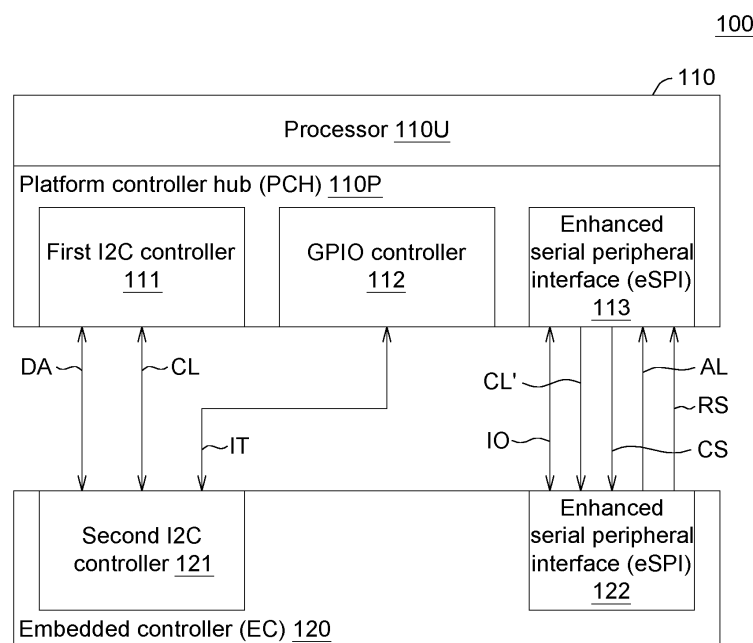 100
110
Processor 110U
Platform controller hub (PCH) 110P
First I2C controller
111
GPIO controller
112
Enhanced
serial peripheral
interface (eSPI)
113
DA
CL
IT
IO
CL'
AL
RS
CS
Second I2C
controller 121
Enhanced
serial peripheral
interface (eSPI)
122
Embedded controller (EC) 120